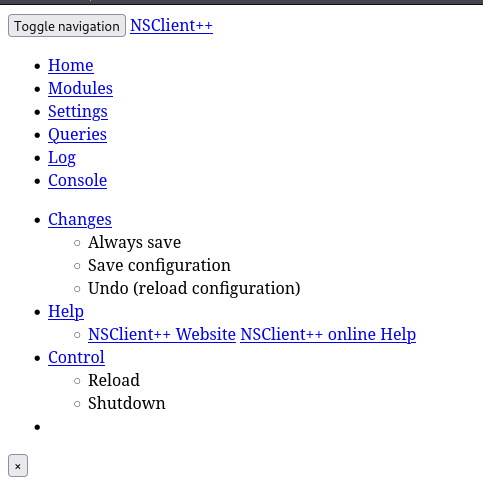 Toggle navigation NSClient++
Home
Modules
Settings
Queries
Log
Console
Changes
Always save
Save configuration
Undo (reload configuration)
Help
NSClient++ Website NSClient++ online Help
Control
Reload
Shutdown
×